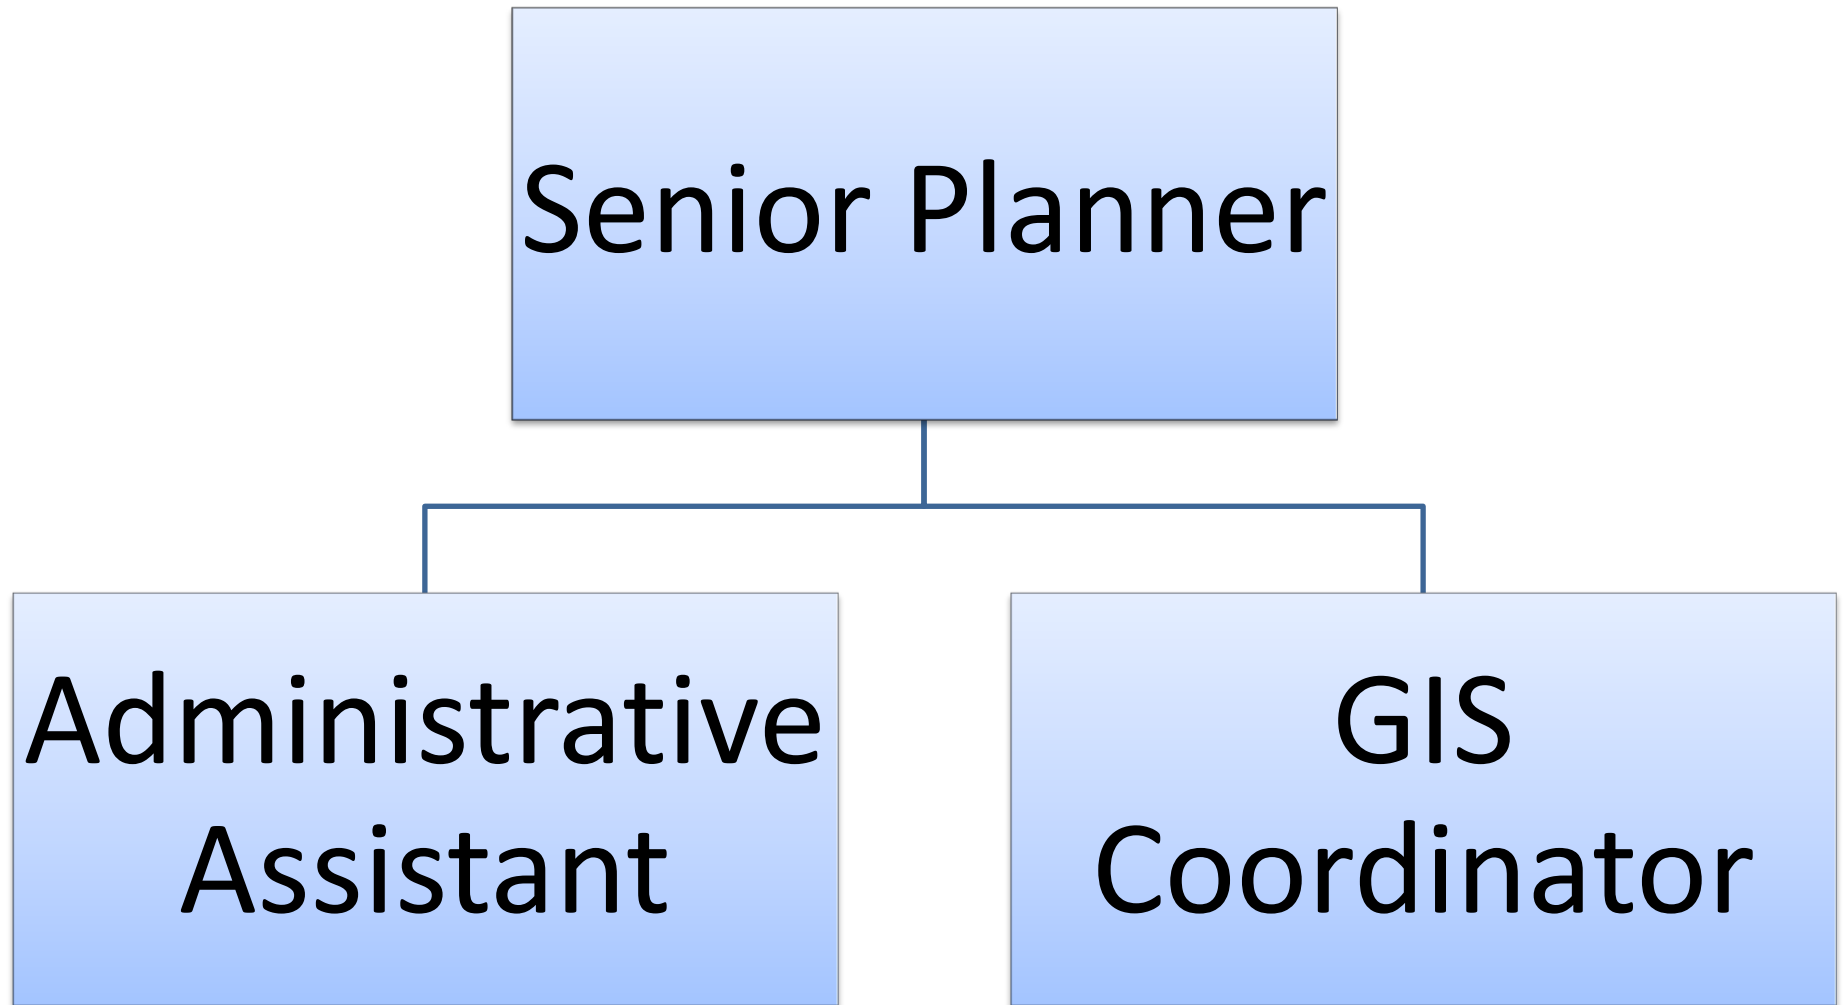 Senior Planner
Administrative
Assistant
GIS
Coordinator